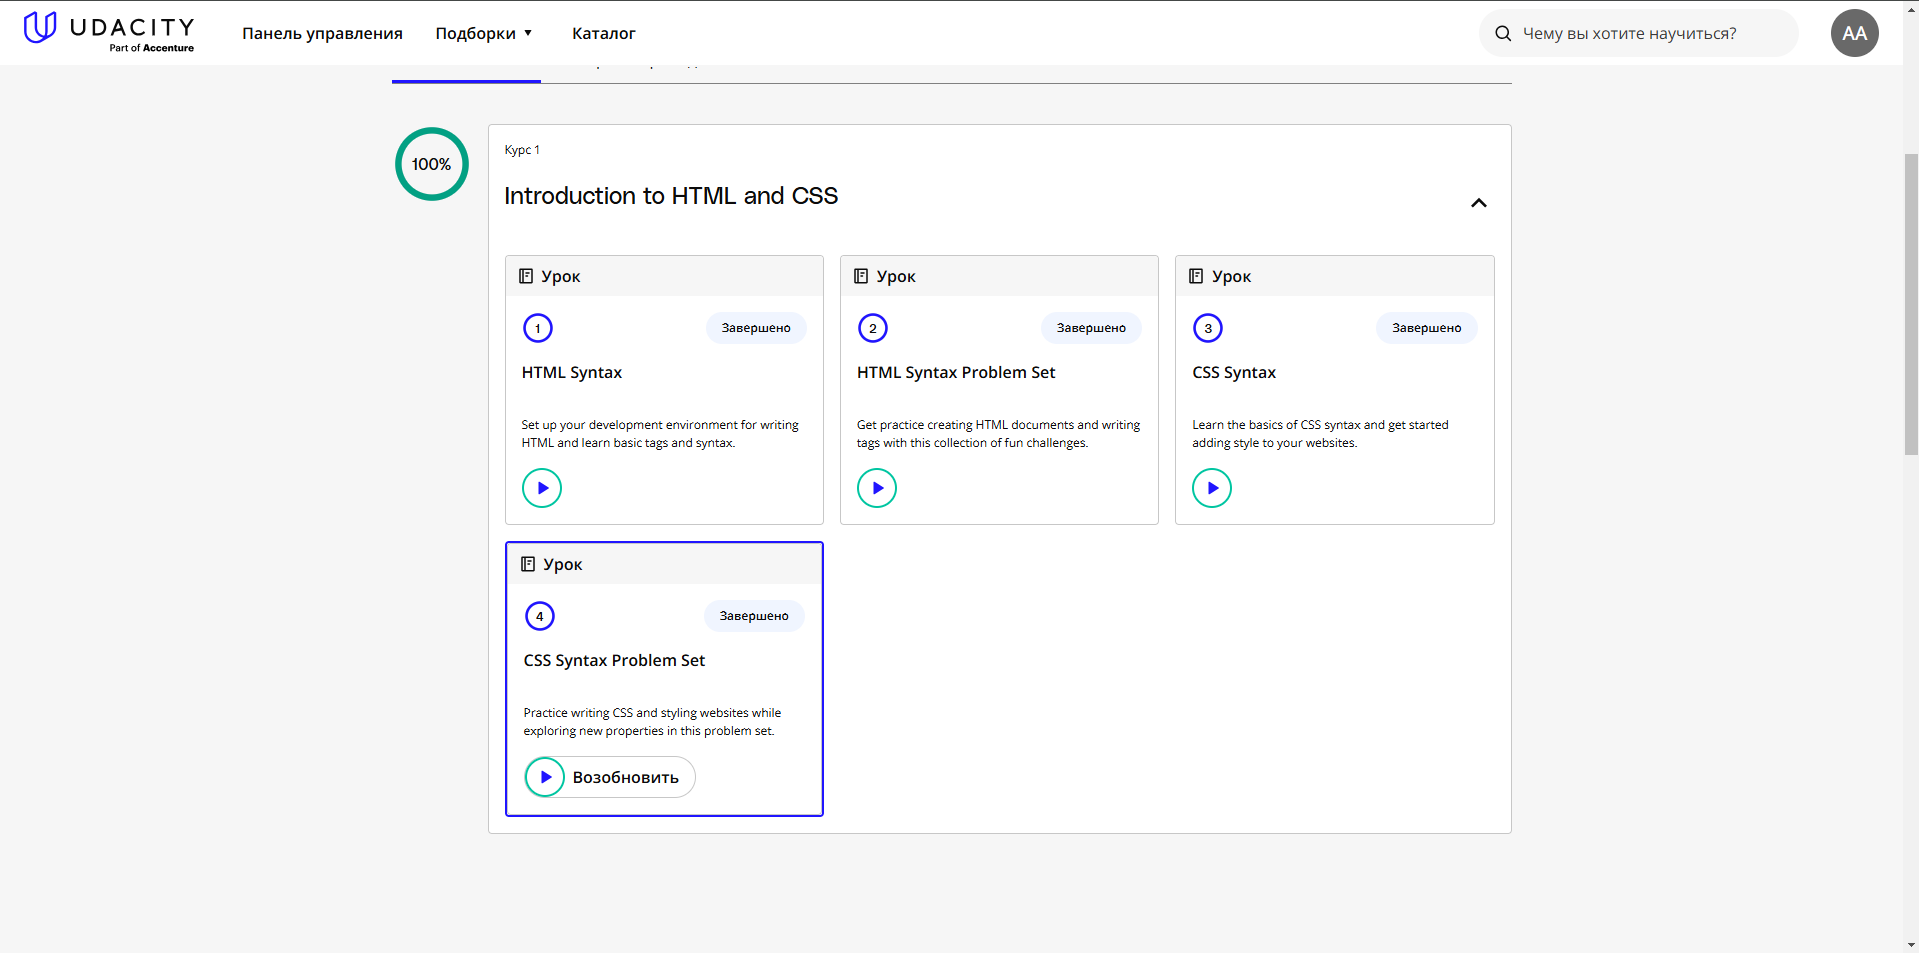 UDACITY
Part of Accenture
Панель управления
Подборки
Каталог
Чему вы хотите научиться?
AA
100%
Курс 1
Introduction to HTML and CSS
Урок
1
Завершено
HTML Syntax
Set up your development environment for writing
HTML and learn basic tags and syntax.
Урок
2
Завершено
HTML Syntax Problem Set
Get practice creating HTML documents and writing
tags with this collection of fun challenges.
Урок
3
Завершено
CSS Syntax
Learn the basics of CSS syntax and get started
adding style to your websites.
Урок
4
Завершено
CSS Syntax Problem Set
Practice writing CSS and styling websites while
exploring new properties in this problem set.
Возобновить